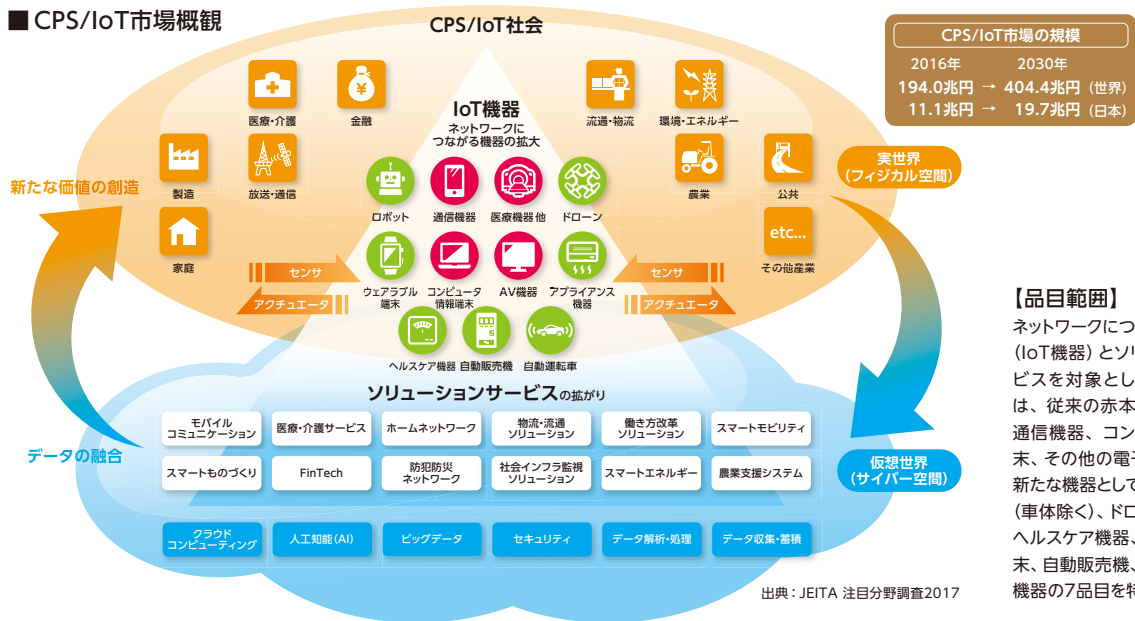 ■CPS/IoT市場概観
CPS/IoT社会
CPS/IoT市場の規模
2016年 2030年
194.0兆円 → 404.4兆円 (世界)
11.1兆円 → 19.7兆円 (日本)
医療・介護
金融
IoT機器
ネットワークに
つながる機器の拡大
流通・物流
環境・エネルギー
製造
放送・通信
農業
公共
実世界
(フィジカル空間)
新たな価値の創造
ロボット
通信機器
医療機器他
ドローン
家庭
etc...
その他産業
センサ
アクチュエータ
センサ
アクチュエータ
ウェアラブル
端末
コンピュータ
情報端末
AV機器
アプライアンス
機器
ヘルスケア機器
自動販売機
自動運転車
ソリューションサービスの拡がり
モバイル
コミュニケーション
医療・介護サービス
ホームネットワーク
物流・流通
ソリューション
働き方改革
ソリューション
スマートモビリティ
データの融合
スマートものづくり
FinTech
防犯防災
ネットワーク
社会インフラ監視
ソリューション
スマートエネルギー
農業支援システム
仮想世界
(サイバー空間)
クラウド
コンピューティング
人工知能(AI)
ビッグデータ
セキュリティ
データ解析・処理
データ収集・蓄積
出典：JEITA 注目分野調査2017
【品目範囲】
ネットワークにつ
(IoT機器)とソリ
ビスを対象とし
は、従来の赤本
通信機器、コン
末、その他の電子
新たな機器として
(車体除く)、ドロ
ヘルスケア機器、
末、自動販売機、
機器の7品目を特